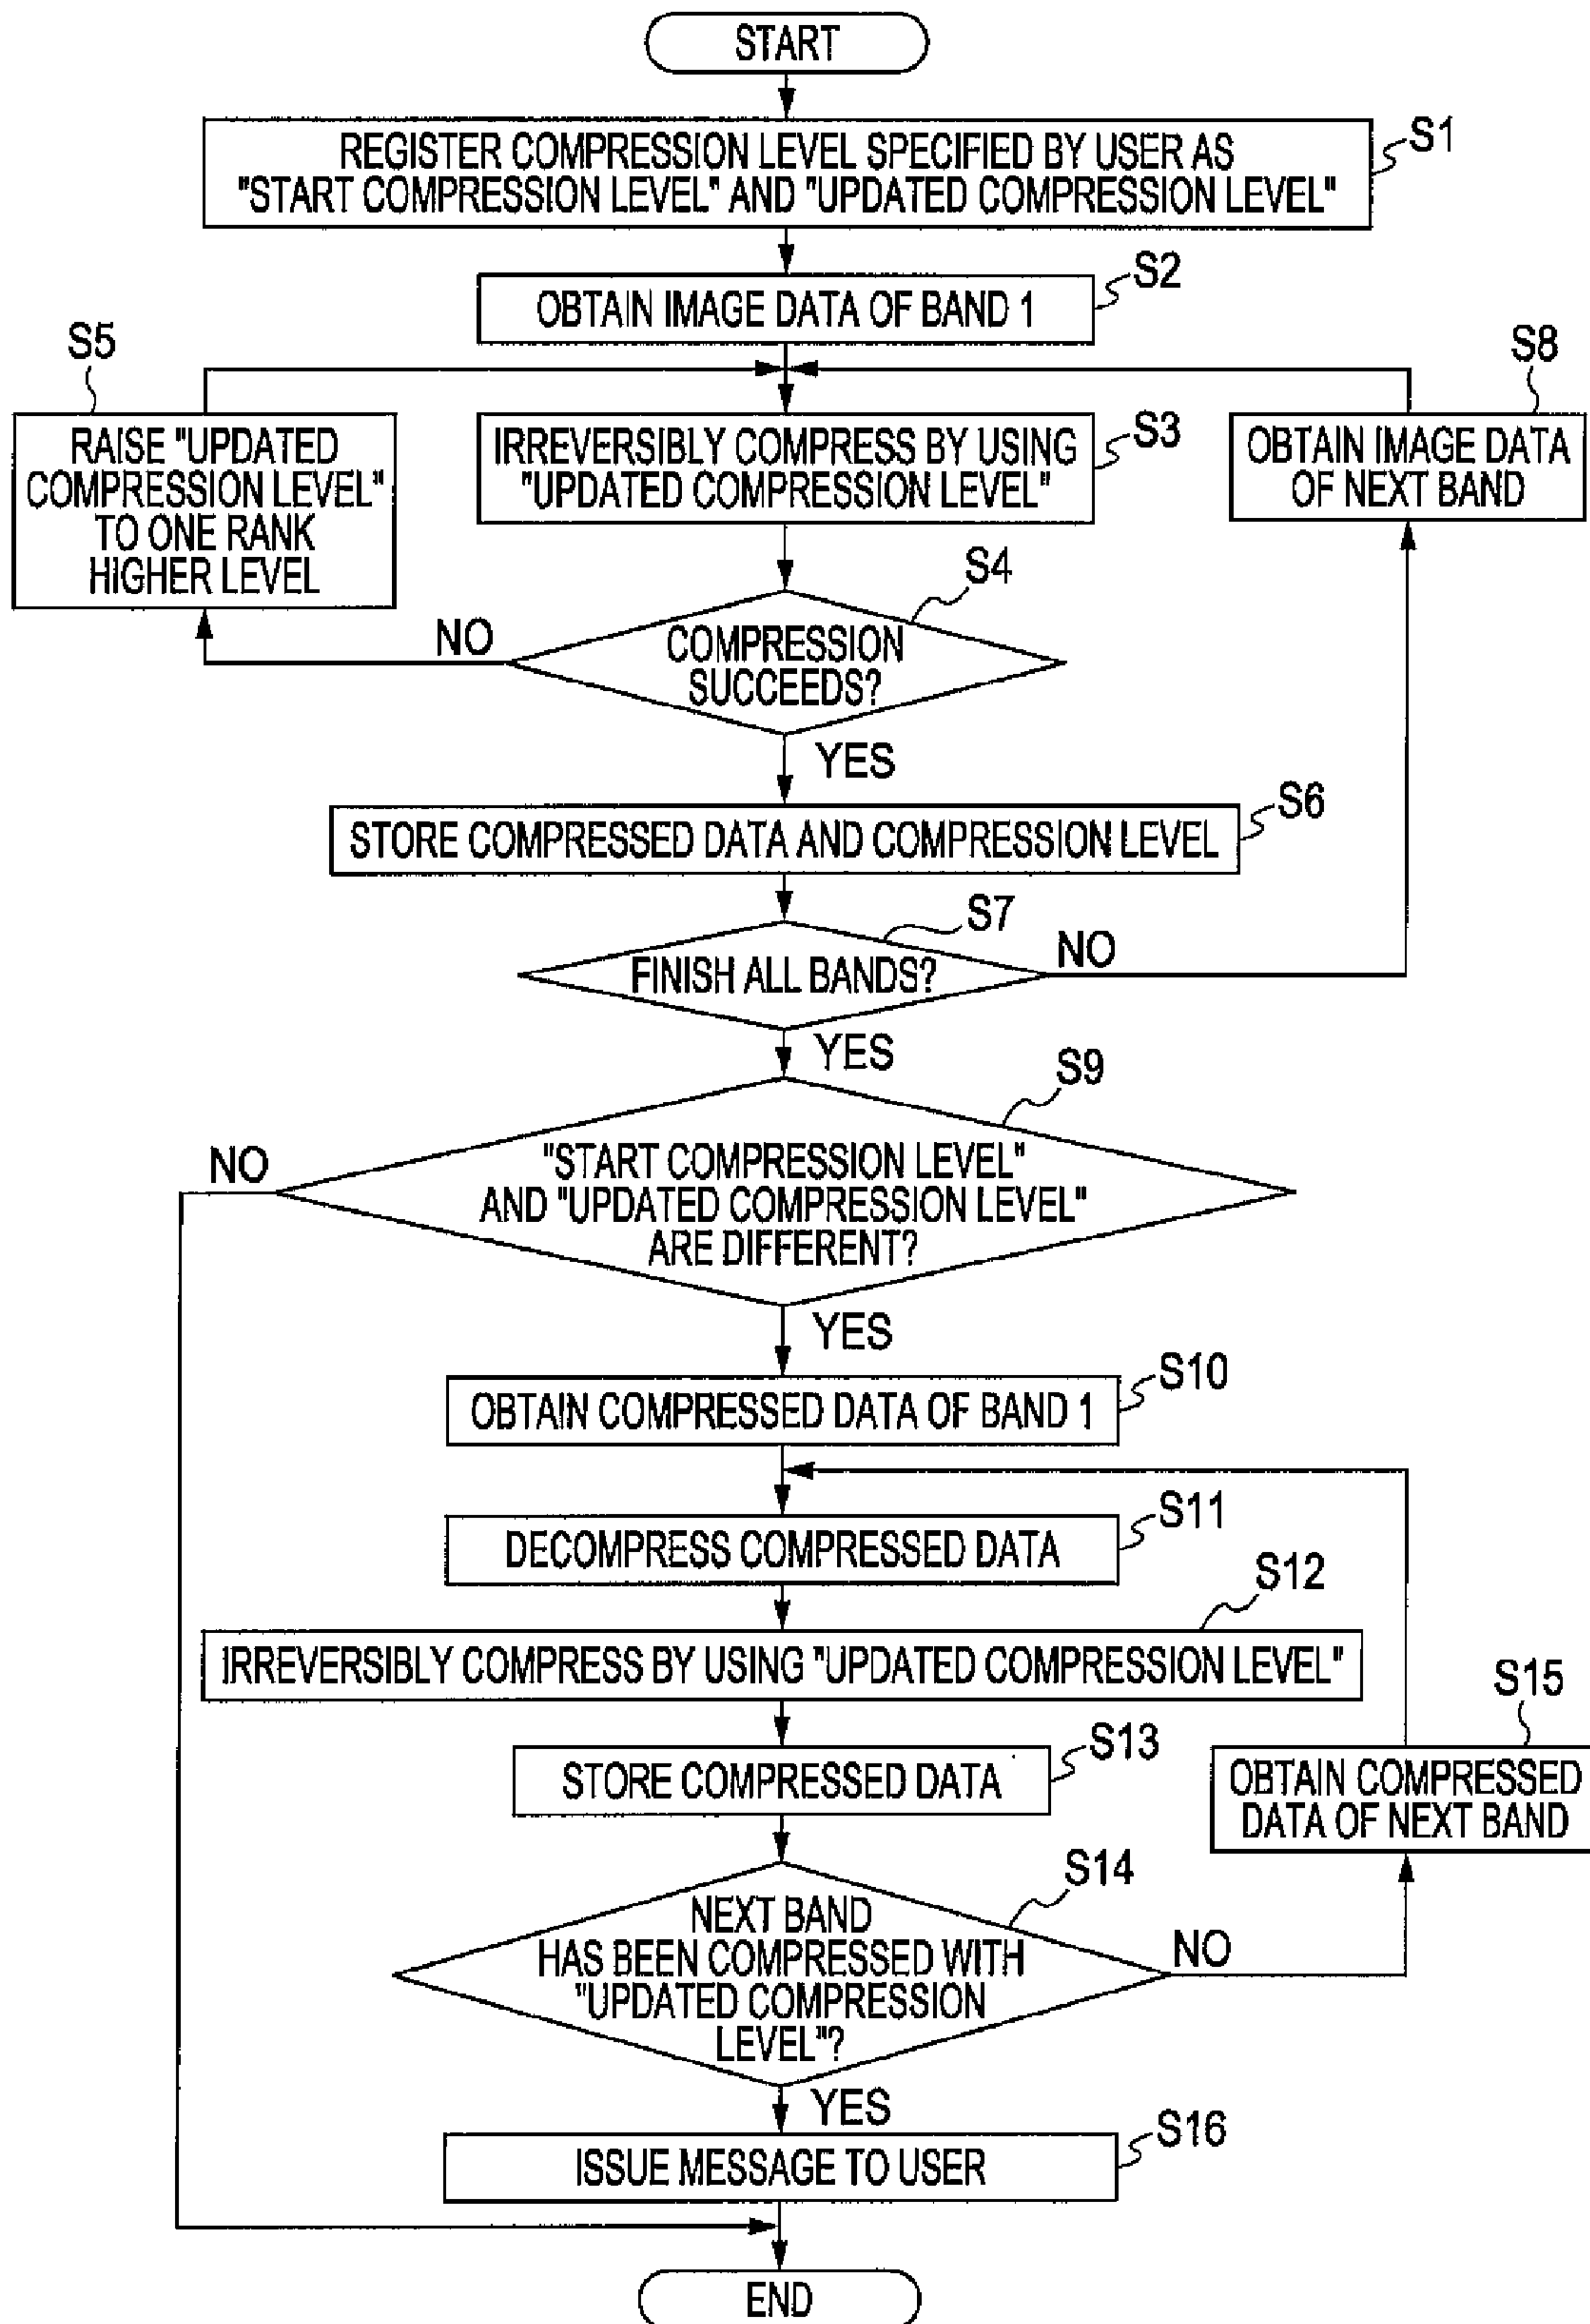 START
REGISTER COMPRESSION LEVEL SPECIFIED BY USER AS
"START COMPRESSION LEVEL" AND "UPDATED COMPRESSION LEVEL"
S1
OBTAIN IMAGE DATA OF BAND 1
S2
S5
RAISE "UPDATED
COMPRESSION LEVEL"
TO ONE RANK
HIGHER LEVEL
IRREVERSIBLY COMPRESS BY USING
"UPDATED COMPRESSION LEVEL"
S3
S8
OBTAIN IMAGE DATA
OF NEXT BAND
S4
NO
COMPRESSION
SUCCEEDS?
YES
S6
STORE COMPRESSED DATA AND COMPRESSION LEVEL
S7
FINISH ALL BANDS?
NO
YES
S9
NO
"START COMPRESSION LEVEL"
AND "UPDATED COMPRESSION LEVEL"
ARE DIFFERENT?
YES
S10
OBTAIN COMPRESSED DATA OF BAND 1
S11
DECOMPRESS COMPRESSED DATA
S12
IRREVERSIBLY COMPRESS BY USING "UPDATED COMPRESSION LEVEL"
S13
STORE COMPRESSED DATA
S15
OBTAIN COMPRESSED
DATA OF NEXT BAND
S14
NEXT BAND
HAS BEEN COMPRESSED WITH
"UPDATED COMPRESSION
LEVEL"?
NO
YES
S16
ISSUE MESSAGE TO USER
END